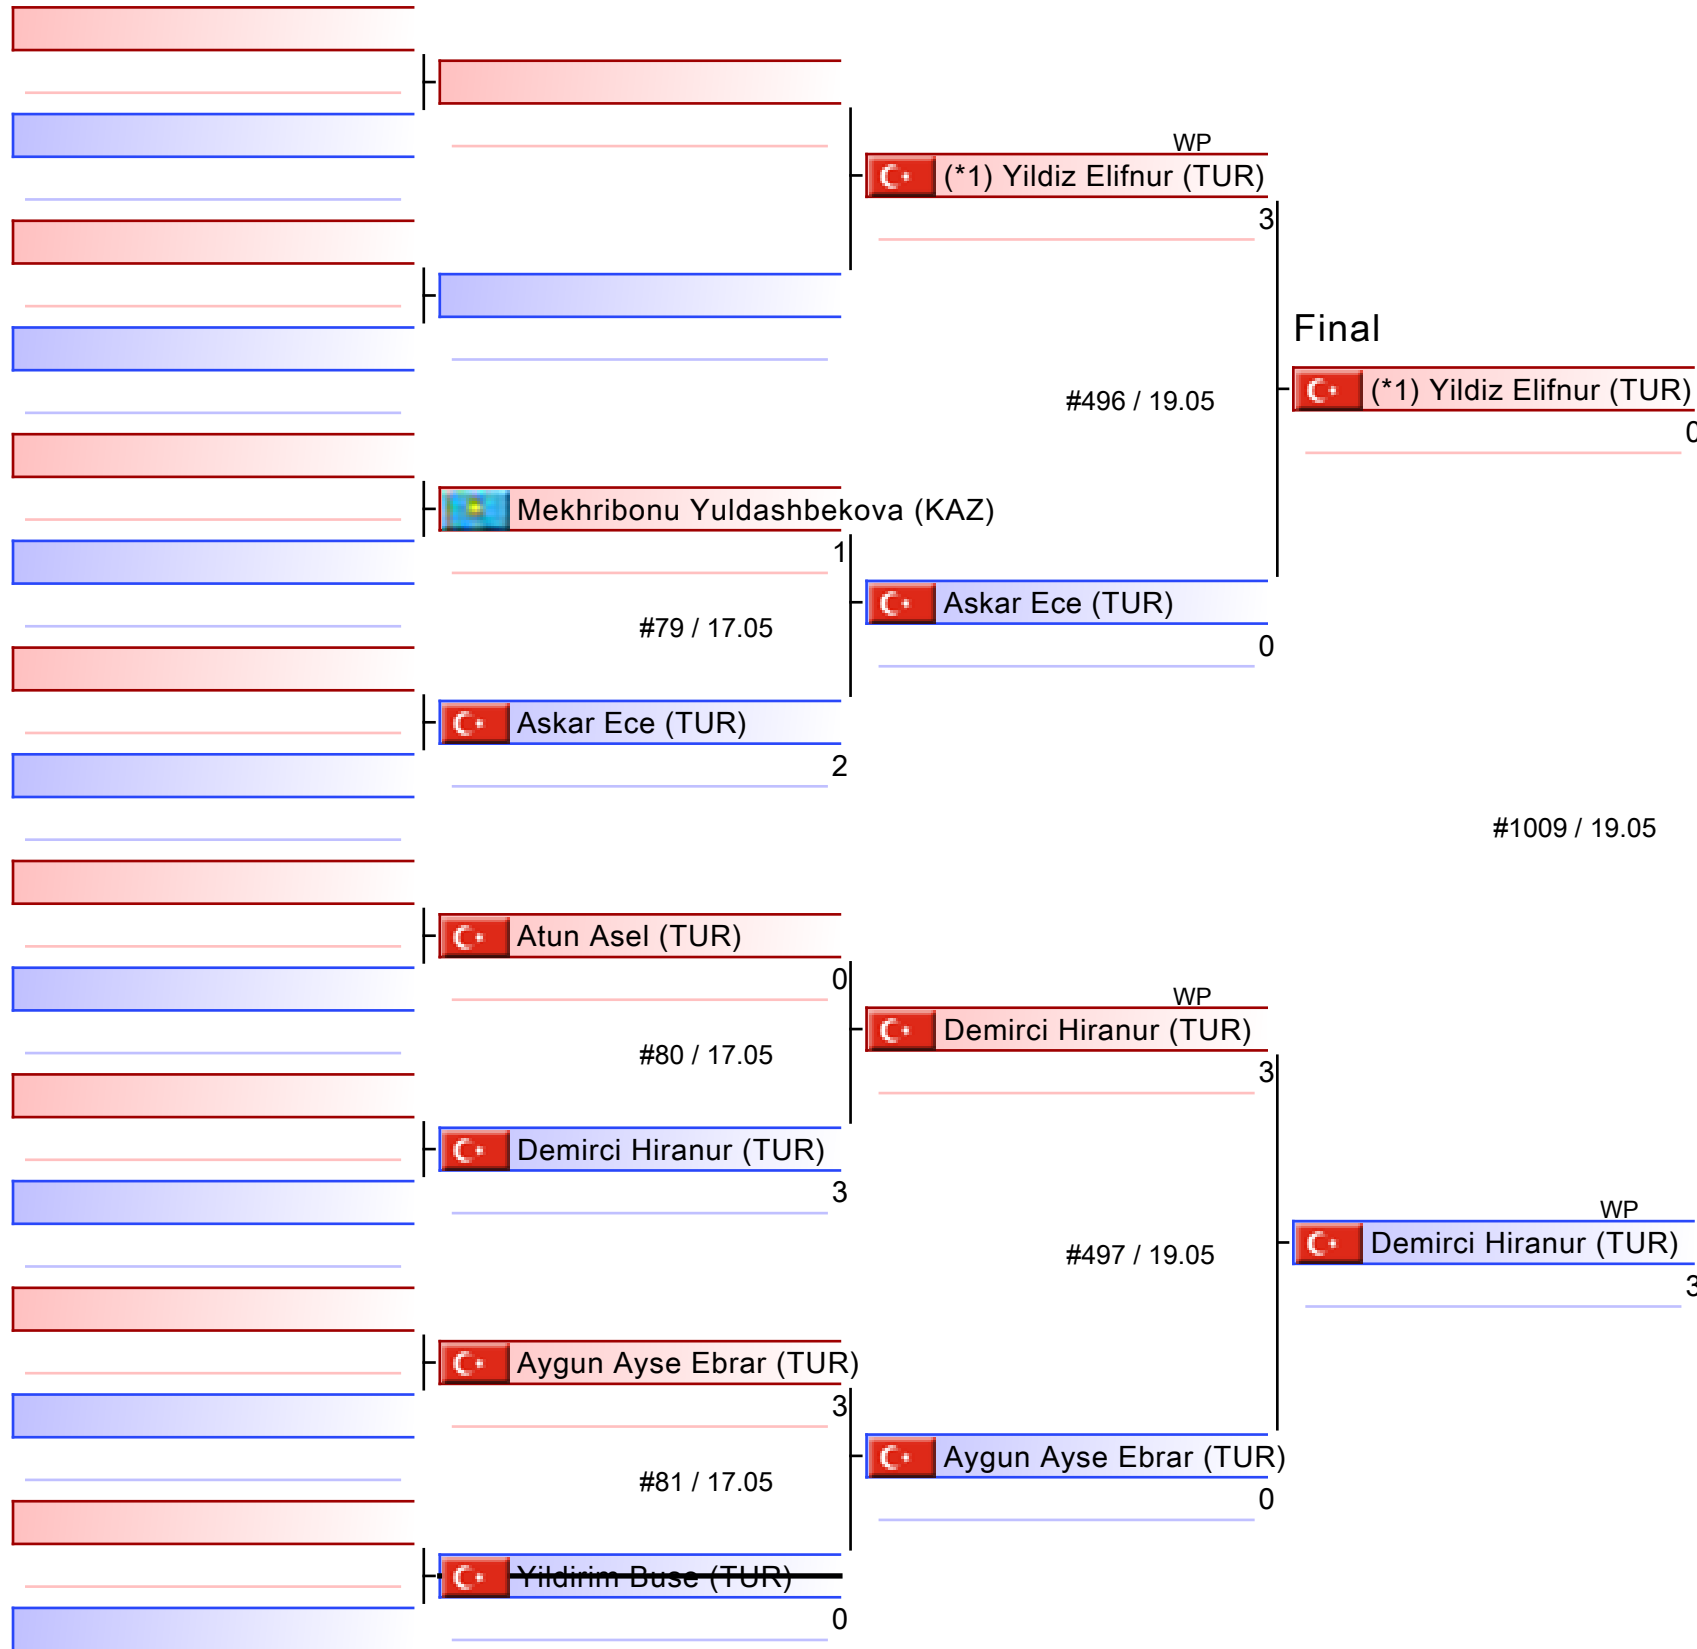 WP
(*1) Yildiz Elifnur (TUR)
3
Final
#496 / 19.05
(*1) Yildiz Elifnur (TUR)
0
Mekhribonu Yuldashbekova (KAZ)
1
#79 / 17.05
Askar Ece (TUR)
0
Askar Ece (TUR)
2
#1009 / 19.05
Atun Asel (TUR)
0
#80 / 17.05
WP
Demirci Hiranur (TUR)
3
Demirci Hiranur (TUR)
3
#497 / 19.05
WP
Demirci Hiranur (TUR)
3
Aygun Ayse Ebrar (TUR)
3
#81 / 17.05
Aygun Ayse Ebrar (TUR)
0
Yildirim Buse (TUR)
0